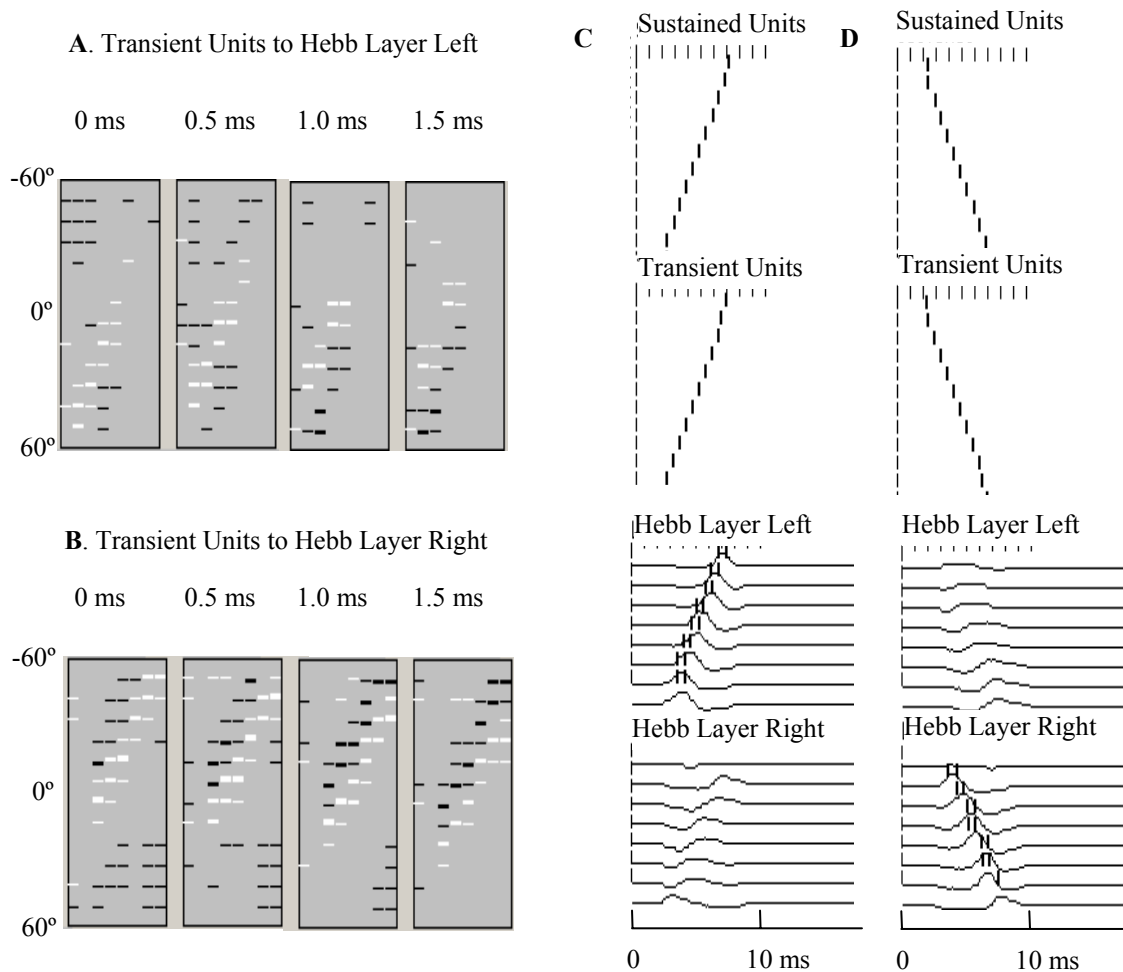 A. Transient Units to Hebb Layer Left
0 ms 0.5 ms 1.0 ms 1.5 ms
-60º
0º
60º
B. Transient Units to Hebb Layer Right
0 ms 0.5 ms 1.0 ms 1.5 ms
-60º
0º
60º
C
Sustained Units
Transient Units
Hebb Layer Left
Hebb Layer Right
0 10 ms
D
Sustained Units
Transient Units
Hebb Layer Left
Hebb Layer Right
0 10 ms